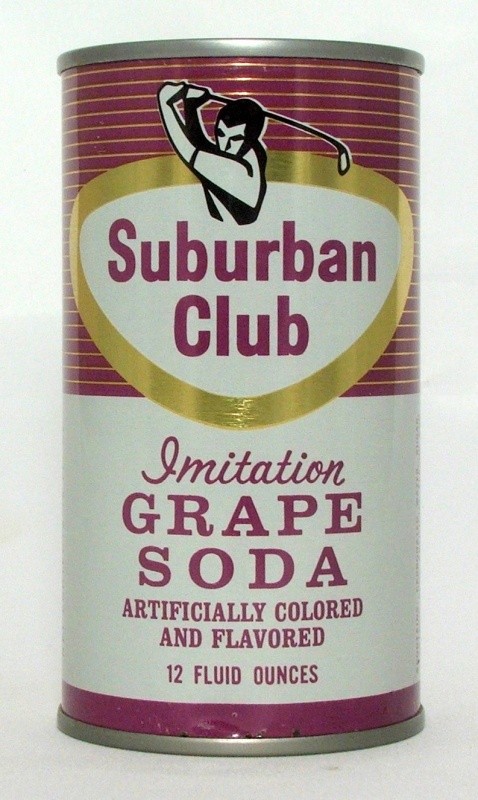 Suburban
Club
Imitation
GRAPE
SODA
ARTIFICIALLY COLORED
AND FLAVORED
12 FLUID OUNCES